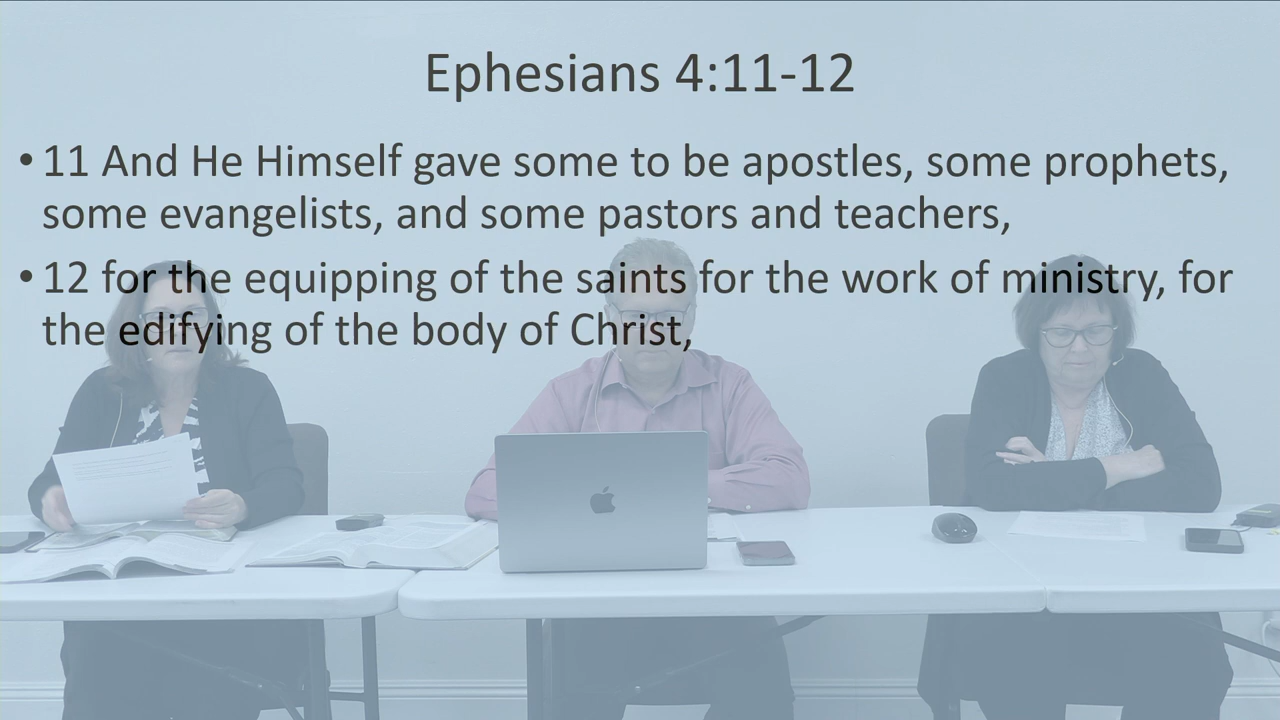 Ephesians 4:11-12
• 11 And He Himself gave some to be apostles, some prophets,
some evangelists, and some pastors and teachers,
• 12 for the equipping of the saints for the work of ministry, for
the edifying of the body of Christ,